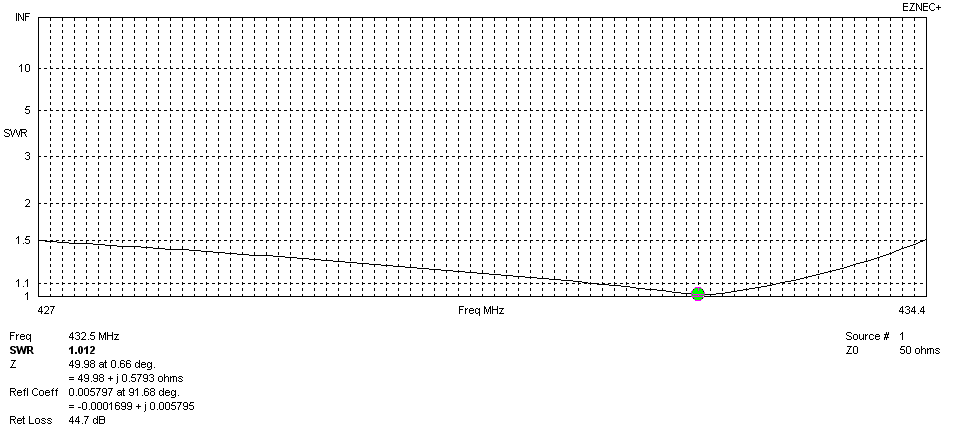 EZNEC+
INF
10
5
SWR
3
2
1.5
1.1
1
427 Freq MHz 434.4
Freq 432.5 MHz Source # 1
SWR 1.012 Z0 50 ohms
Z 49.98 at 0.66 deg.
= 49.98 + j 0.5793 ohms
Refl Coeff 0.005797 at 91.68 deg.
= -0.0001699 + j 0.005795
Ret Loss 44.7 dB